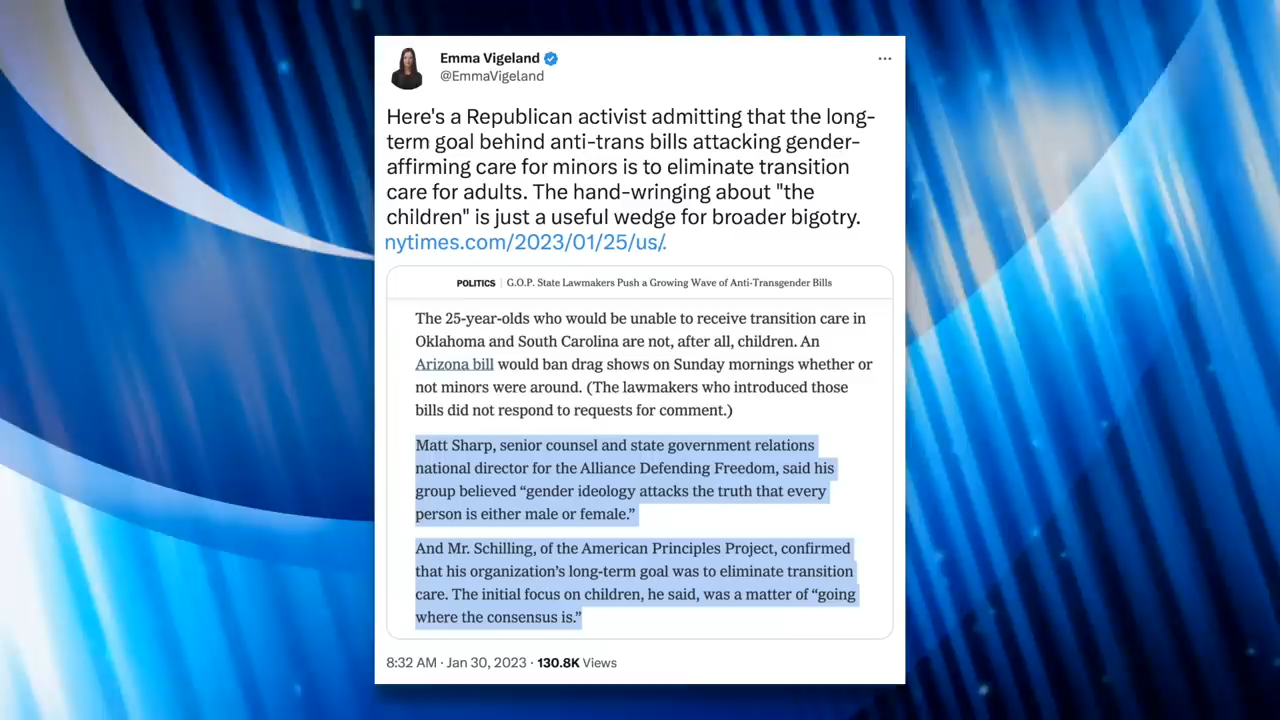 Emma Vigeland
@EmmaVigeland
Here's a Republican activist admitting that the long-
term goal behind anti-trans bills attacking gender-
affirming care for minors is to eliminate transition
care for adults. The hand-wringing about "the
children" is just a useful wedge for broader bigotry.
nytimes.com/2023/01/25/us/.
POLITICS | G.O.P. State Lawmakers Push a Growing Wave of Anti-Transgender Bills
The 25-year-olds who would be unable to receive transition care in
Oklahoma and South Carolina are not, after all, children. An
Arizona bill would ban drag shows on Sunday mornings whether or
not minors were around. (The lawmakers who introduced those
bills did not respond to requests for comment.)
Matt Sharp, senior counsel and state government relations
national director for the Alliance Defending Freedom, said his
group believed “gender ideology attacks the truth that every
person is either male or female.”
And Mr. Schilling, of the American Principles Project, confirmed
that his organization’s long-term goal was to eliminate transition
care. The initial focus on children, he said, was a matter of “going
where the consensus is.”
8:32 AM · Jan 30, 2023 · 130.8K Views